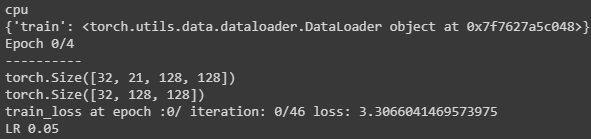 cpu
{'train': <torch.utils.data.dataloader.DataLoader object at 0x7f7627a5c048>}
Epoch 0/4
----------
torch.Size([32, 21, 128, 128])
torch.Size([32, 128, 128])
train_loss at epoch :0/ iteration: 0/46 loss: 3.3066041469573975
LR 0.05